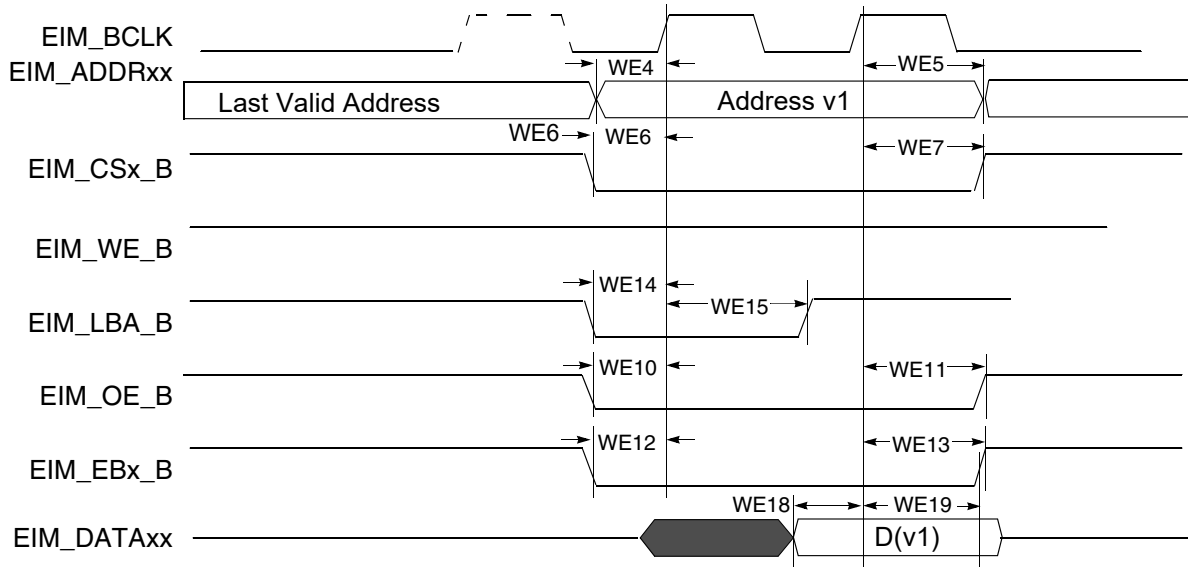 EIM_BCLK
EIM_ADDRxx
WE4
WE5
Last Valid Address
Address v1
WE6
WE6
WE7
EIM_CSx_B
EIM_WE_B
WE14
WE15
EIM_LBA_B
WE10
WE11
EIM_OE_B
WE12
WE13
EIM_EBx_B
WE18
WE19
EIM_DATAxx
D(v1)